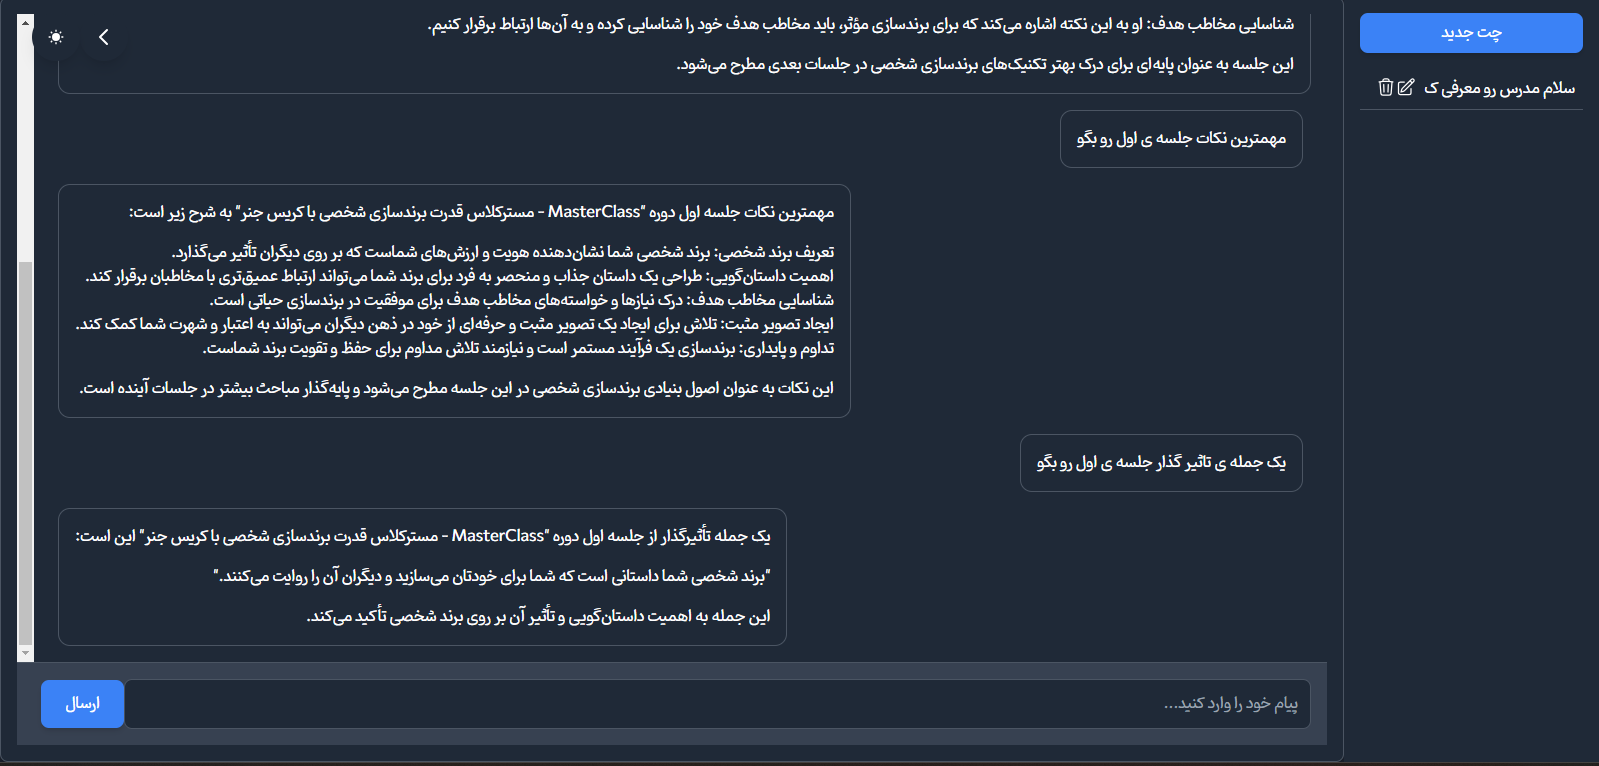 چت جدید
سلام مدرس رو معرفی ک
شناسایی مخاطب هدف: او به این نکته اشاره می‌کند که برای برندسازی مؤثر، باید مخاطب هدف خود را شناسایی کرده و به آن‌ها ارتباط برقرار کنیم.
این جلسه به عنوان پایه‌ای برای درک بهتر تکنیک‌های برندسازی شخصی در جلسات بعدی مطرح می‌شود.
مهمترین نکات جلسه ی اول رو بگو
مهمترین نکات جلسه اول دوره "MasterClass - مسترکلاس قدرت برندسازی شخصی با کریس جنر" به شرح زیر است:
تعریف برند شخصی: برند شخصی شما نشان‌دهنده هویت و ارزش‌های شماست که بر روی دیگران تأثیر می‌گذارد.
اهمیت داستان‌گویی: طراحی یک داستان جذاب و منحصر به فرد برای برند شما می‌تواند ارتباط عمیق‌تری با مخاطبان برقرار کند.
شناسایی مخاطب هدف: درک نیازها و خواسته‌های مخاطب هدف برای موفقیت در برندسازی حیاتی است.
ایجاد تصویر مثبت: تلاش برای ایجاد یک تصویر مثبت و حرفه‌ای از خود در ذهن دیگران می‌تواند به اعتبار و شهرت شما کمک کند.
تداوم و پایداری: برندسازی یک فرآیند مستمر است و نیازمند تلاش مداوم برای حفظ و تقویت برند شماست.
این نکات به عنوان اصول بنیادی برندسازی شخصی در این جلسه مطرح می‌شود و پایه‌گذار مباحث بیشتر در جلسات آینده است.
یک جمله ی تاثیر گذار جلسه ی اول رو بگو
یک جمله تأثیرگذار از جلسه اول دوره "MasterClass - مسترکلاس قدرت برندسازی شخصی با کریس جنر" این است:
"برند شخصی شما داستانی است که شما برای خودتان می‌سازید و دیگران آن را روایت می‌کنند."
این جمله به اهمیت داستان‌گویی و تأثیر آن بر روی برند شخصی تأکید می‌کند.
پیام خود را وارد کنید...
ارسال